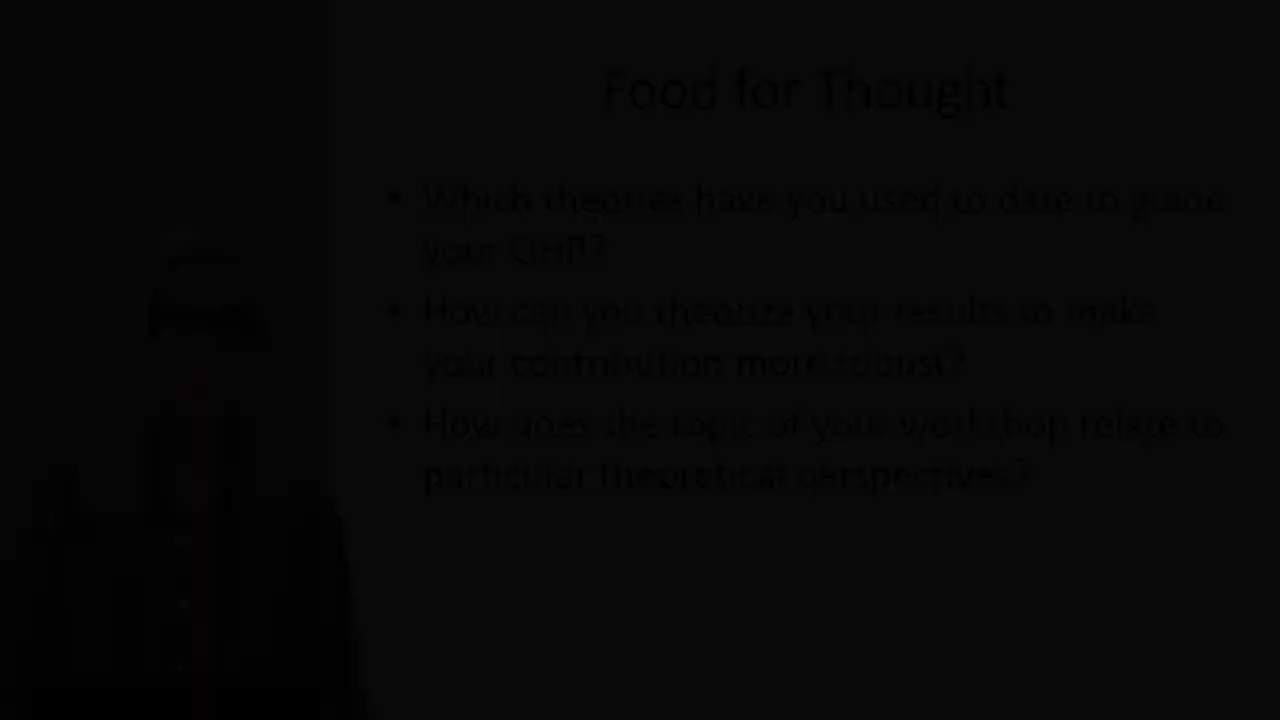 Food for Thought
• Which theories have you used to date to guide
your CIHR?
• How can you theorize your results to make
your contribution more robust?
• How does the topic of your workshop relate to
particular theoretical perspectives?